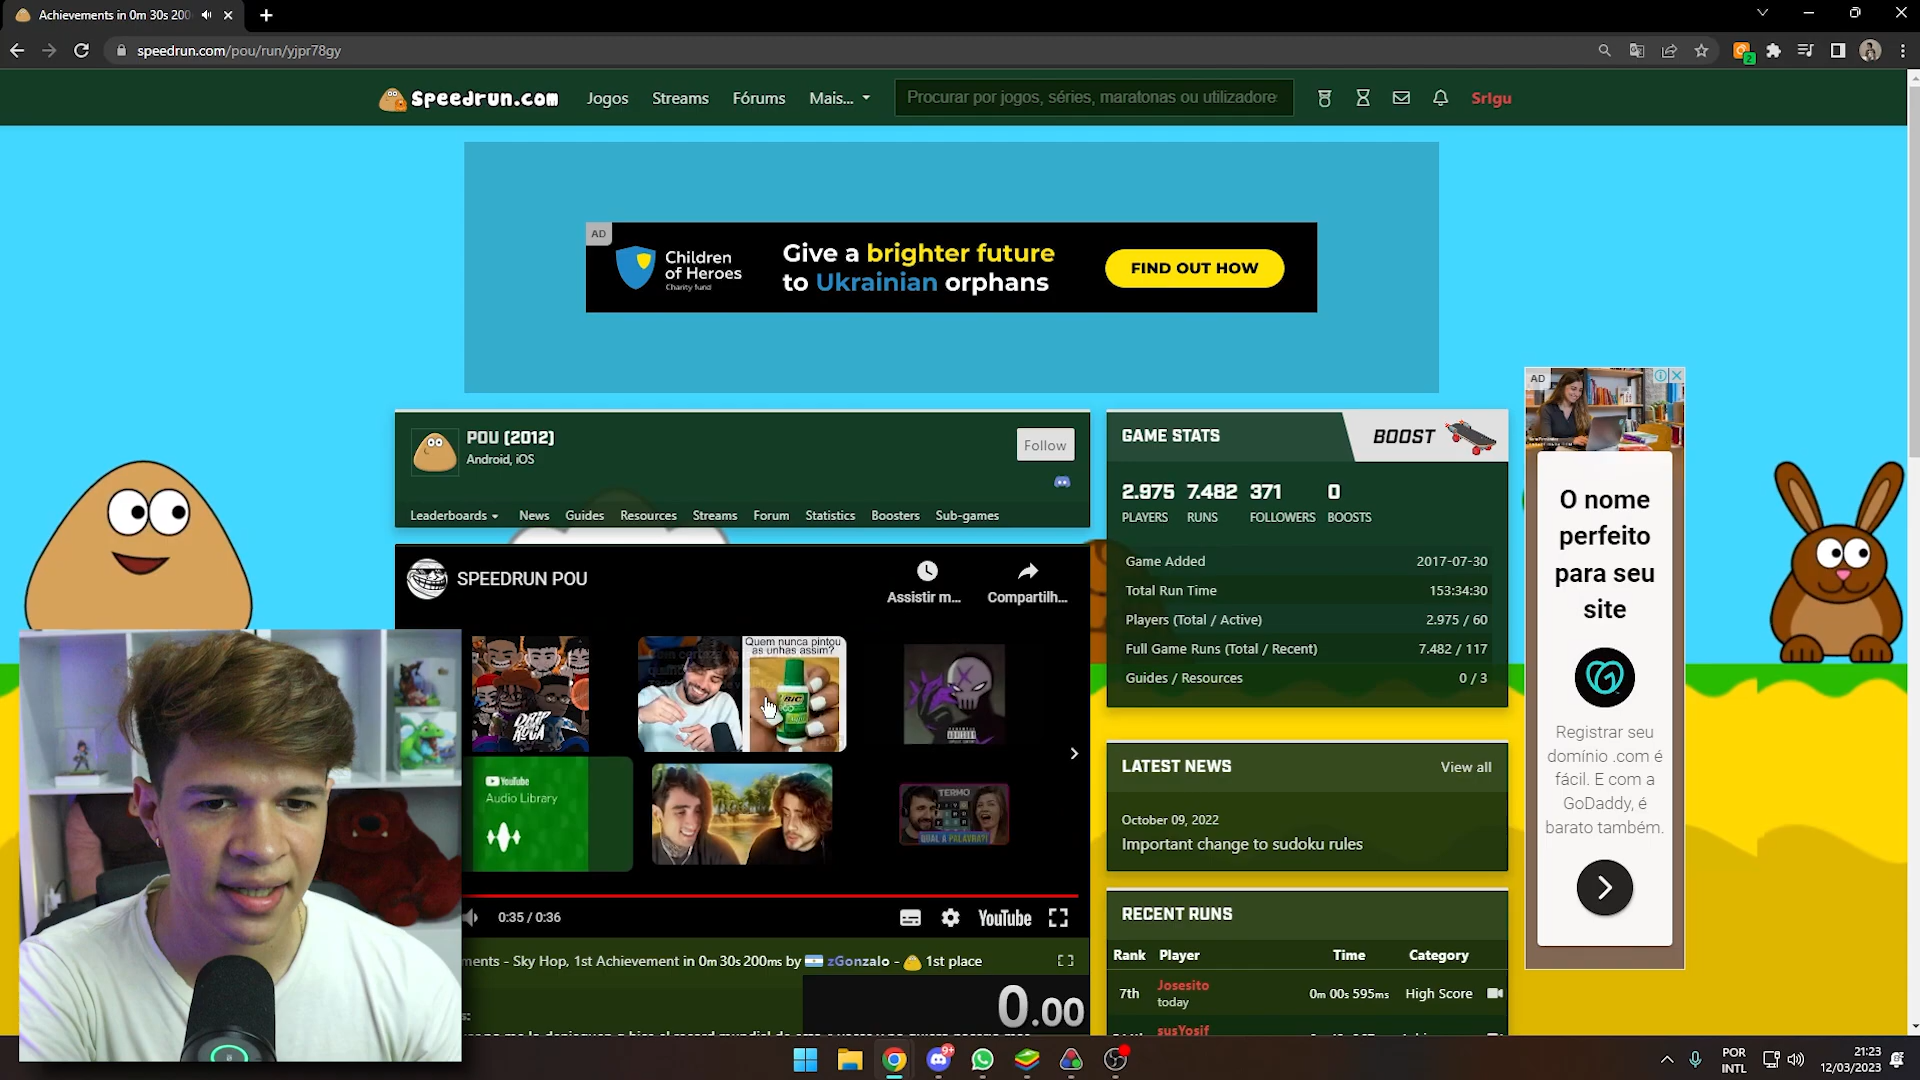 Achievements in 0m 30s 200
speedrun.com/pou/run/yjpr78gy
2
Speedrun.com
Jogos
Streams
Fórums
Mais...
Procurar por jogos, séries, maratonas ou utilizadore
SrIgu
AD
Children of Heroes
Charity fund
Give a brighter future
to Ukrainian orphans
FIND OUT HOW
POU (2012)
Android, iOS
Follow
Leaderboards
News
Guides
Resources
Streams
Forum
Statistics
Boosters
Sub-games
SPEEDRUN POU
Assistir m...
Compartilh...
Quem nunca pintou
as unhas assim?
BIC
YouTube
Audio Library
TERMO
QUAL A PALAVRA?!
0:35 / 0:36
YouTube
ments - Sky Hop, 1st Achievement in 0m 30s 200ms by zGonzalo - 1st place
0.00
GAME STATS
BOOST
2.975 7.482 371 0
PLAYERS RUNS FOLLOWERS BOOSTS
Game Added 2017-07-30
Total Run Time 153:34:30
Players (Total / Active) 2.975 / 60
Full Game Runs (Total / Recent) 7.482 / 117
Guides / Resources 0 / 3
LATEST NEWS View all
October 09, 2022
Important change to sudoku rules
RECENT RUNS
Rank Player Time Category
7th Josesito 0m 00s 595ms High Score
today
susYosif
AD
O nome
perfeito
para seu
site
Registrar seu
domínio .com é
fácil. E com a
GoDaddy, é
barato também.
9+
POR
INTL
21:23
12/03/2023